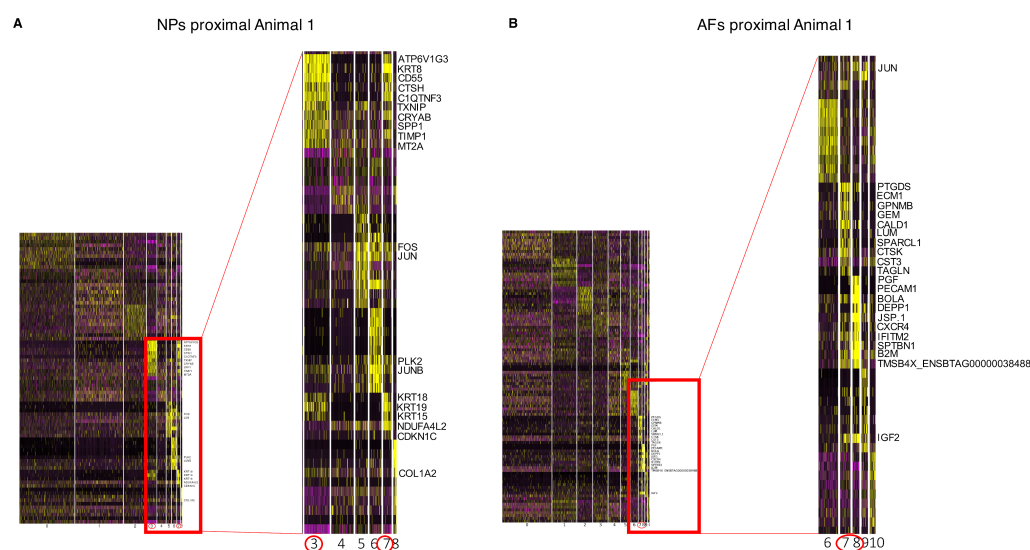 A
NPs proximal Animal 1
ATP6V1G3
KRT8
CD55
CTSH
C1QTNF3
TXNIP
CRYAB
SPP1
TIMP1
MT2A
FOS
JUN
PLK2
JUNB
KRT18
KRT19
KRT15
NDUFA4L2
CDKN1C
COL1A2
3 4 5 6 7 8
B
AFs proximal Animal 1
JUN
PTGDS
ECM1
GPNMB
GEM
CALD1
LUM
SPARCL1
CTSK
CST3
TAGLN
PGF
PECAM1
BOLA
DEPP1
JSP.1
CXCR4
IFITM2
SPTBN1
B2M
TMSB4X_ENSBTAG00000038488
IGF2
6 7 8 9 10